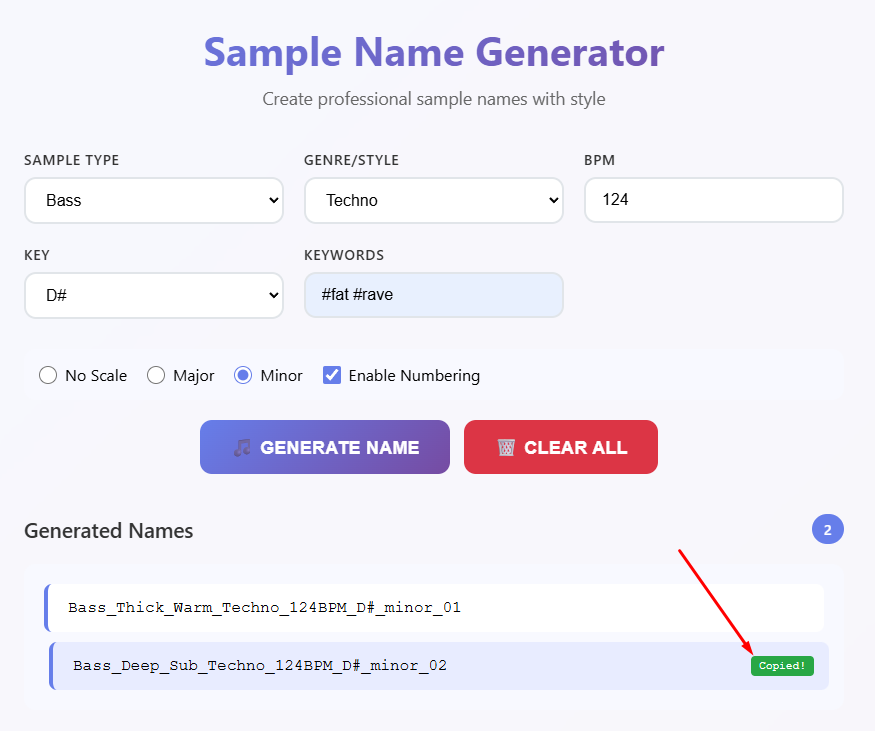 Sample Name Generator
Create professional sample names with style
SAMPLE TYPE GENRE/STYLE BPM
Bass Techno 124
KEY KEYWORDS
D# #fat #rave
No Scale Major Minor Enable Numbering
GENERATE NAME CLEAR ALL
Generated Names 2
Bass_Thick_Warm_Techno_124BPM_D#_minor_01
Bass_Deep_Sub_Techno_124BPM_D#_minor_02 Copied!